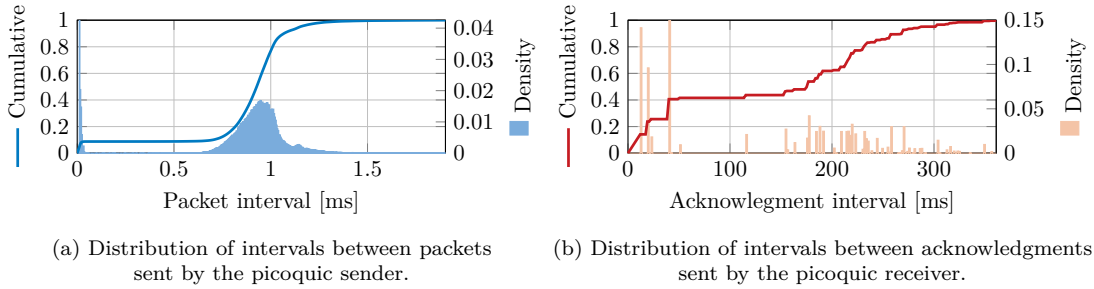 Cumulative
1
0.8
0.6
0.4
0.2
0
0
0.5
1
1.5
0.04
0.03
0.02
0.01
0
Density
Packet interval [ms]
(a) Distribution of intervals between packets
sent by the picoquic sender.
Cumulative
1
0.8
0.6
0.4
0.2
0
0
100
200
300
0.15
0.1
0.05
0
Density
Acknowlegment interval [ms]
(b) Distribution of intervals between acknowledgments
sent by the picoquic receiver.